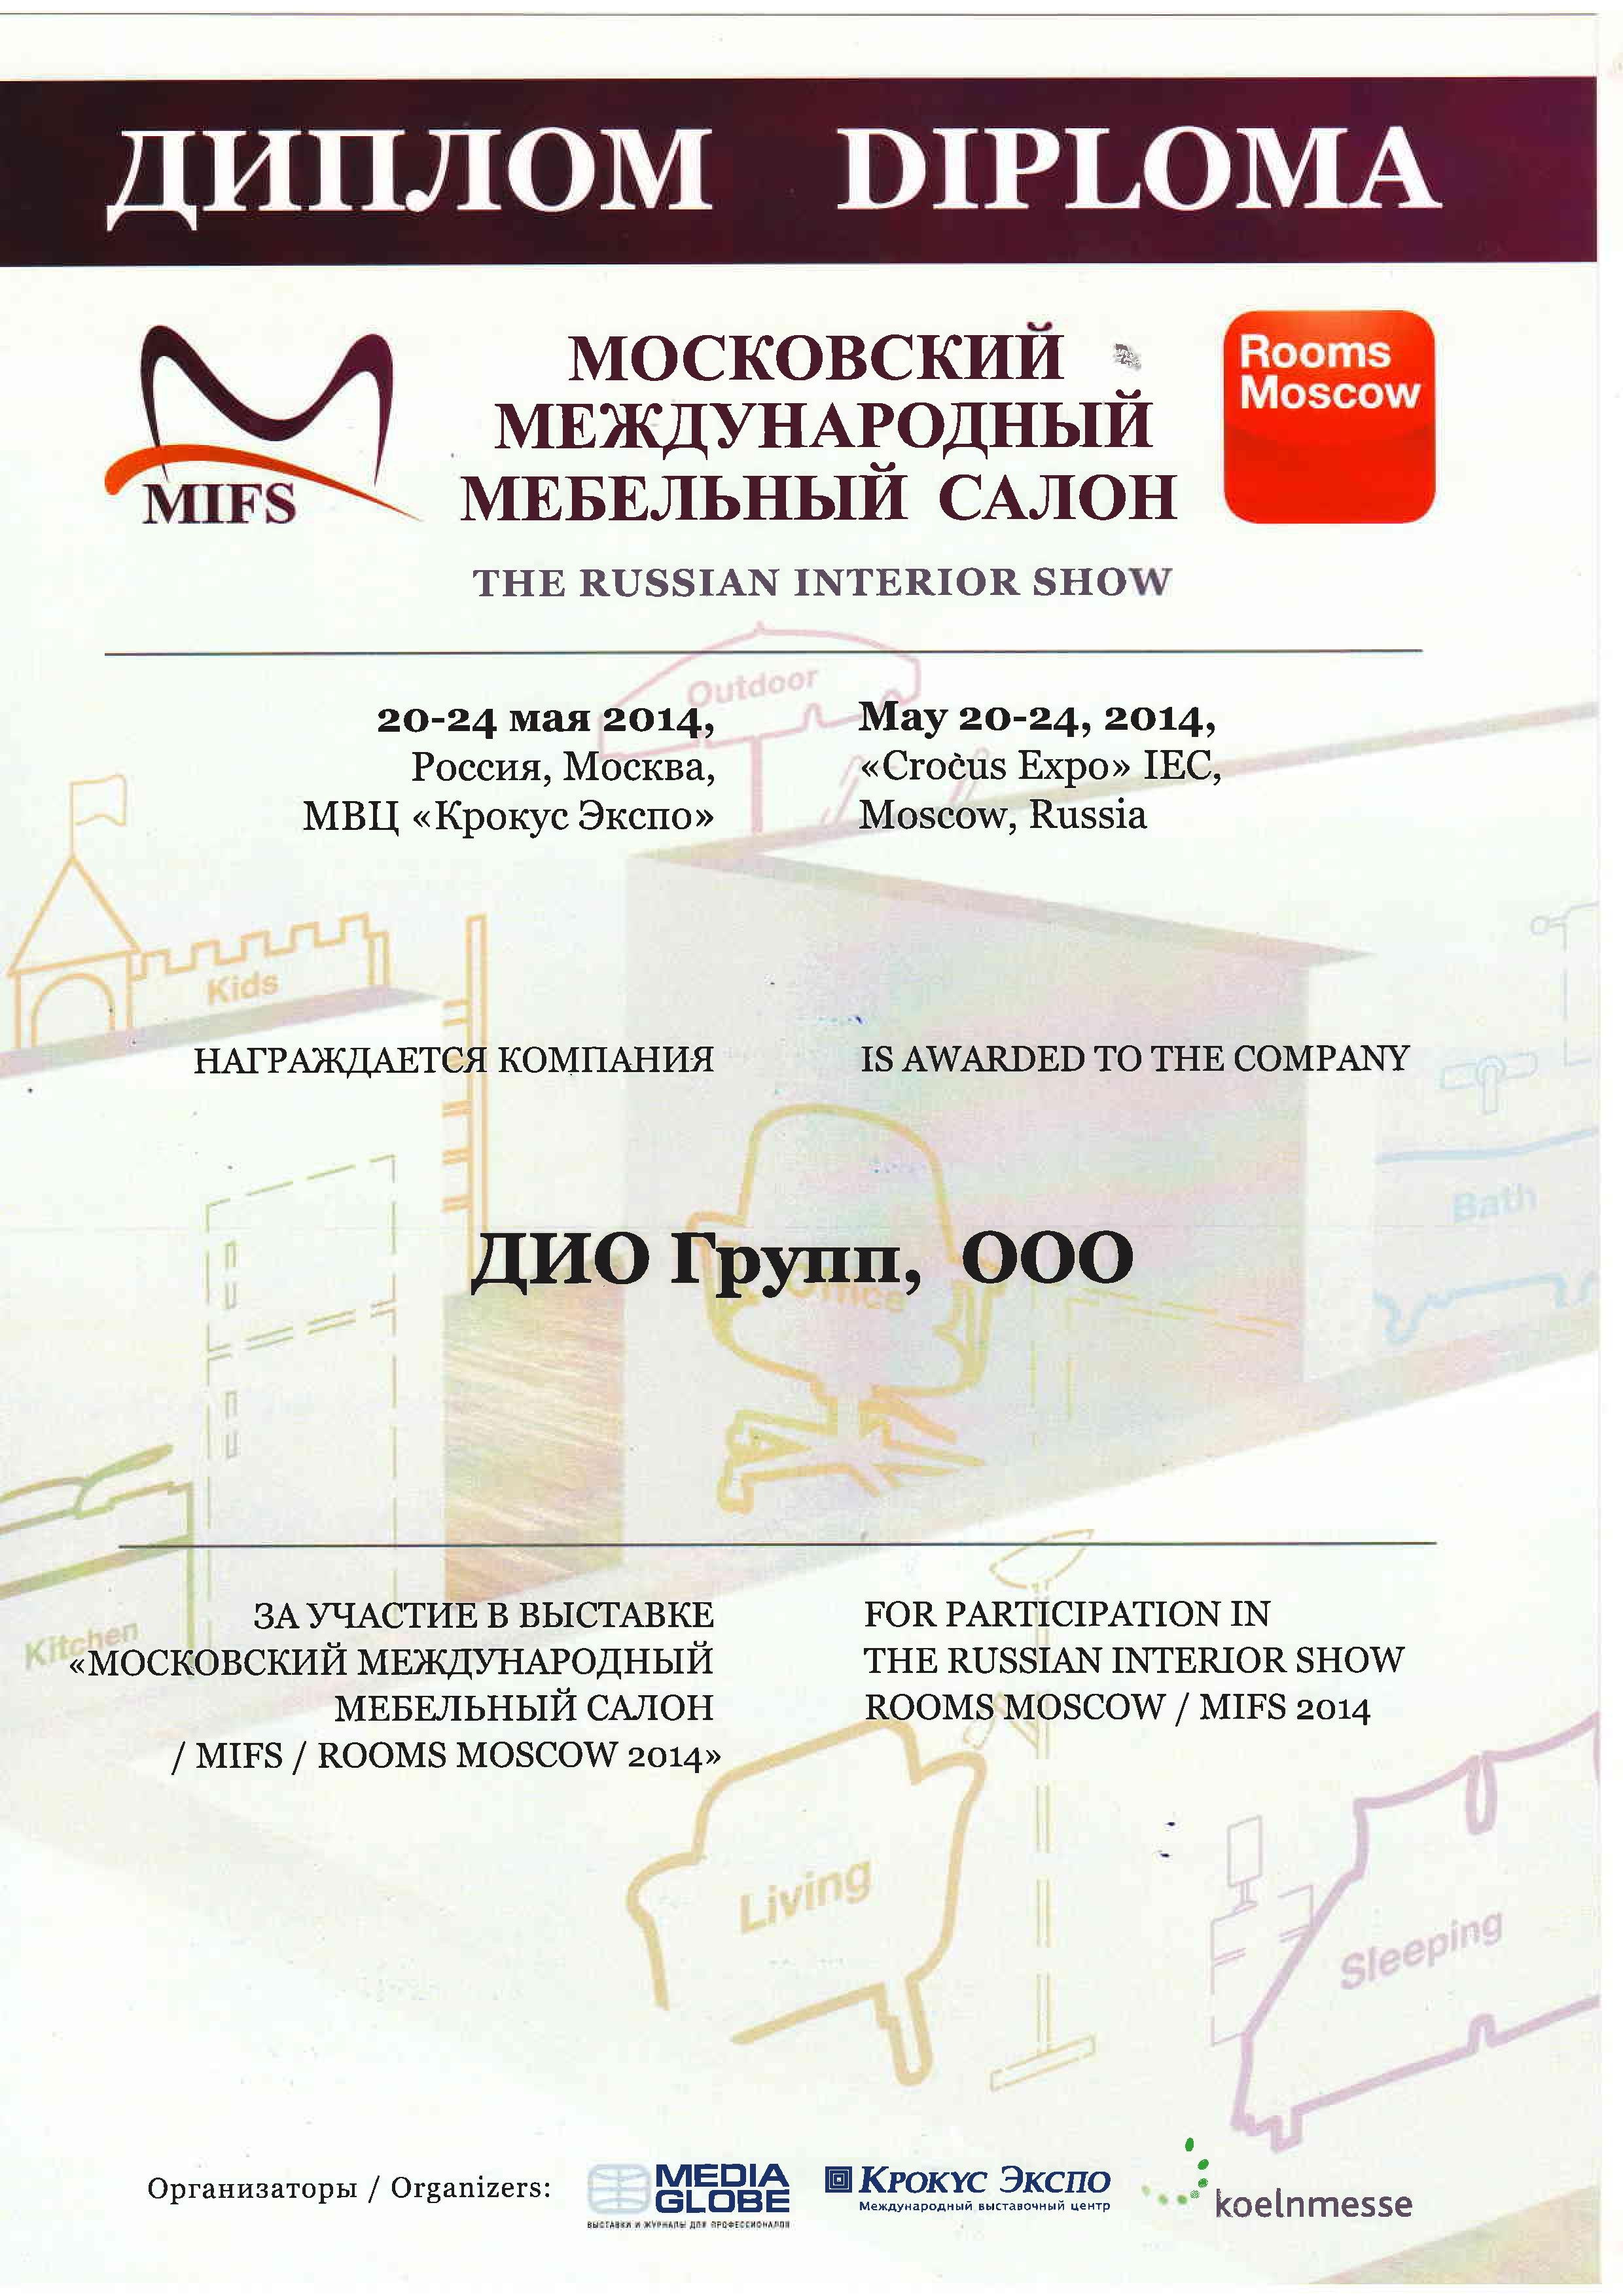 ДИПЛОМ DIPLOMA
МОСКОВСКИЙ
МЕЖДУНАРОДНЫЙ
МЕБЕЛЬНЫЙ САЛОН
THE RUSSIAN INTERIOR SHOW
MIFS
Rooms
Moscow
Outdoor
20-24 мая 2014,
Россия, Москва,
МВЦ «Крокус Экспо»
May 20-24, 2014,
«Crocus Expo» IEC,
Moscow, Russia
Kids
НАГРАЖДАЕТСЯ КОМПАНИЯ
IS AWARDED TO THE COMPANY
Bath
ДИО Групп, ООО
Office
ЗА УЧАСТИЕ В ВЫСТАВКЕ
«МОСКОВСКИЙ МЕЖДУНАРОДНЫЙ
МЕБЕЛЬНЫЙ САЛОН
/ MIFS / ROOMS MOSCOW 2014»
FOR PARTICIPATION IN
THE RUSSIAN INTERIOR SHOW
ROOMS MOSCOW / MIFS 2014
Kitchen
Living
Sleeping
Организаторы / Organizers:
MEDIA
GLOBE
ВЫСТАВКИ И ЖУРНАЛЫ ДЛЯ ПРОФЕССИОНАЛОВ
КРОКУС ЭКСПО
Международный выставочный центр
koelnmesse